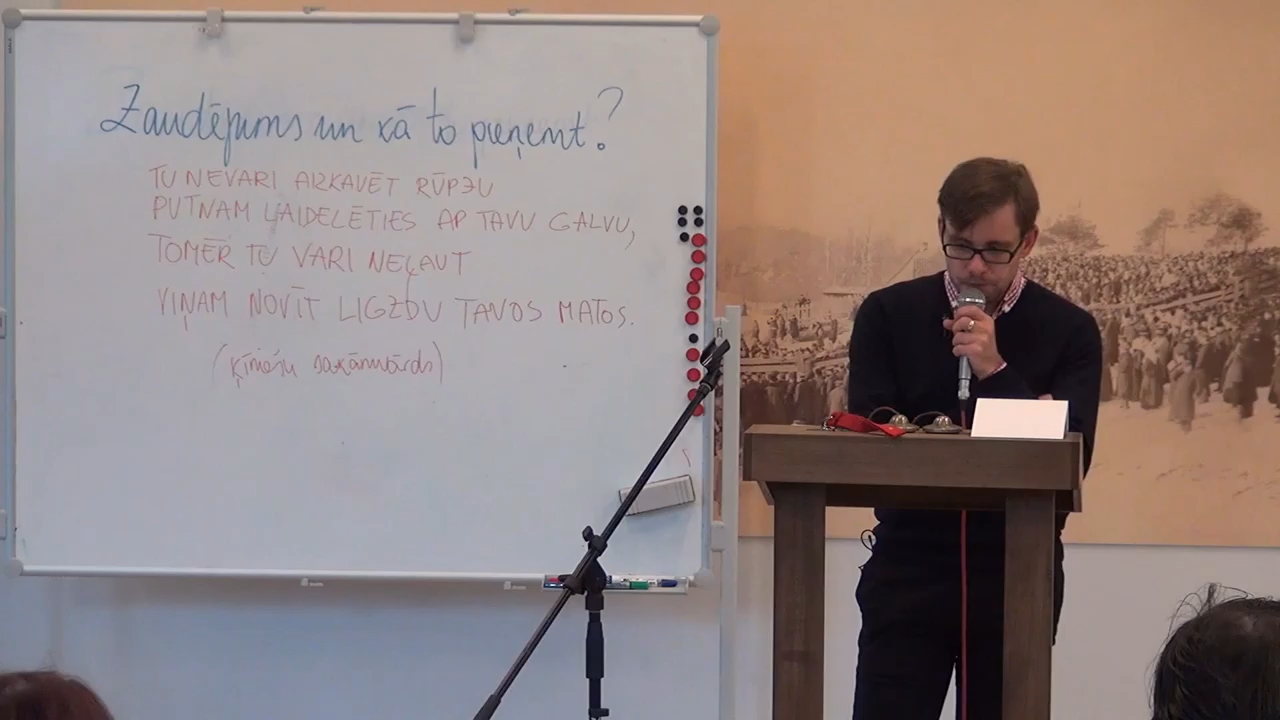 Zaudējums un kā to pieņemt?
TU NEVARI AIZKAVĒT RŪPJU
PUTNAM LAIDELĒTIES AP TAVU GALVU,
TOMĒR TU VARI NEĻAUT
VIŅAM NOVĪT LIGZDU TAVOS MATOS.
(Ķīniešu sakāmvārds)